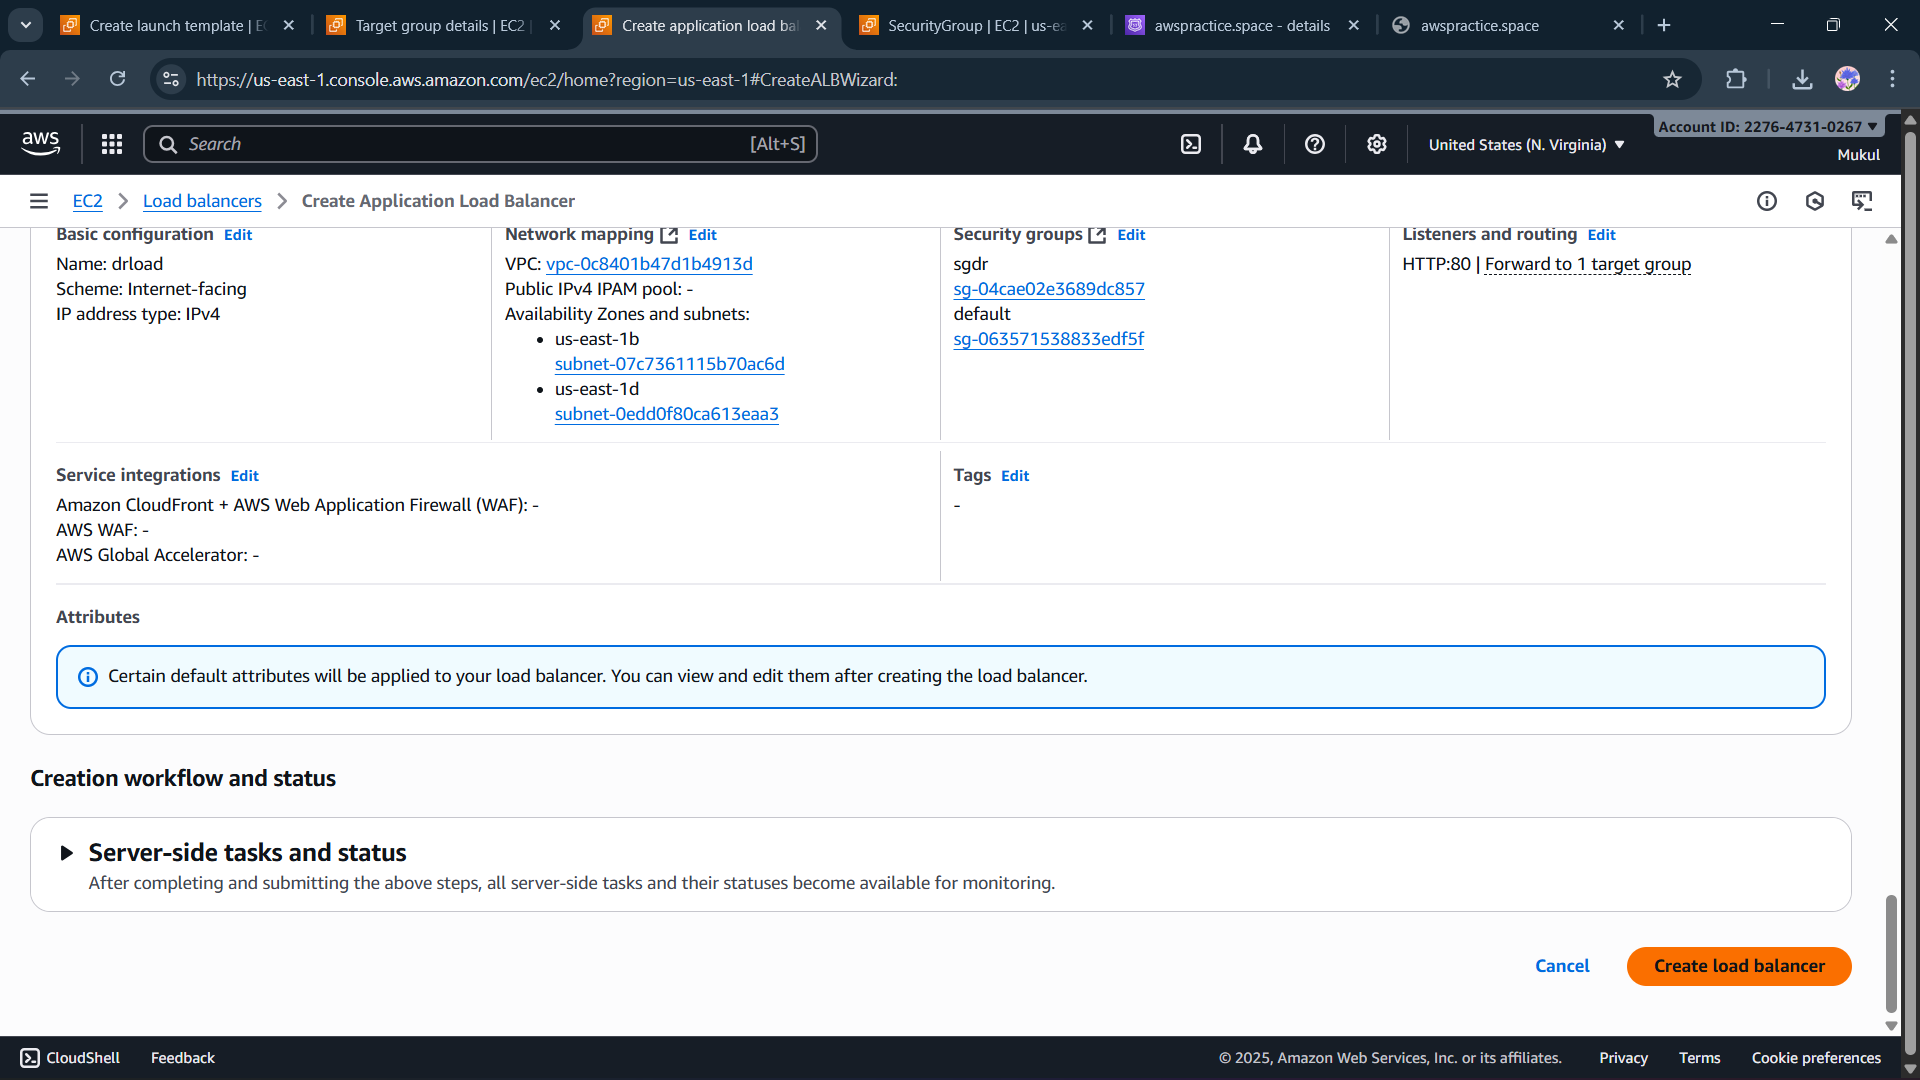 Create launch template | EC
Target group details | EC2 |
Create application load bal
SecurityGroup | EC2 | us-ea
awspractice.space - details
awspractice.space
https://us-east-1.console.aws.amazon.com/ec2/home?region=us-east-1#CreateALBWizard:
aws
Search
[Alt+S]
United States (N. Virginia)
Account ID: 2276-4731-0267
Mukul
EC2
Load balancers
Create Application Load Balancer
Basic configuration Edit
Name: drload
Scheme: Internet-facing
IP address type: IPv4
Network mapping Edit
VPC: vpc-0c8401b47d1b4913d
Public IPv4 IPAM pool: -
Availability Zones and subnets:
• us-east-1b
subnet-07c7361115b70ac6d
• us-east-1d
subnet-0edd0f80ca613eaa3
Security groups Edit
sgdr
sg-04cae02e3689dc857
default
sg-063571538833edf5f
Listeners and routing Edit
HTTP:80 | Forward to 1 target group
Service integrations Edit
Amazon CloudFront + AWS Web Application Firewall (WAF): -
AWS WAF: -
AWS Global Accelerator: -
Tags Edit
-
Attributes
Certain default attributes will be applied to your load balancer. You can view and edit them after creating the load balancer.
Creation workflow and status
Server-side tasks and status
After completing and submitting the above steps, all server-side tasks and their statuses become available for monitoring.
Cancel
Create load balancer
CloudShell
Feedback
© 2025, Amazon Web Services, Inc. or its affiliates.
Privacy
Terms
Cookie preferences